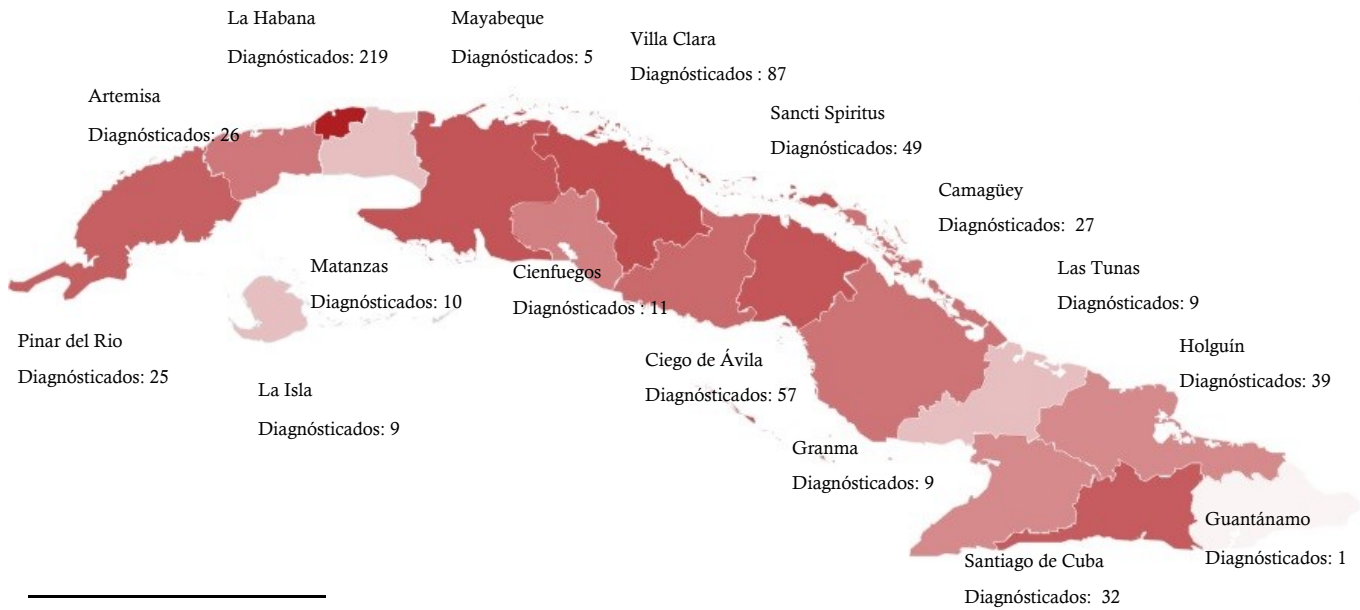 La Habana
Diagnósticados: 219
Mayabeque
Diagnósticados: 5
Villa Clara
Diagnósticados : 87
Artemisa
Diagnósticados: 26
Sancti Spiritus
Diagnósticados: 49
Camagüey
Diagnósticados:  27
Matanzas
Diagnósticados: 10
Cienfuegos
Diagnósticados : 11
Las Tunas
Diagnósticados: 9
Pinar del Rio
Diagnósticados: 25
La Isla
Diagnósticados: 9
Ciego de Ávila
Diagnósticados: 57
Holguín
Diagnósticados: 39
Granma
Diagnósticados: 9
Guantánamo
Diagnósticados: 1
Santiago de Cuba
Diagnósticados:  32